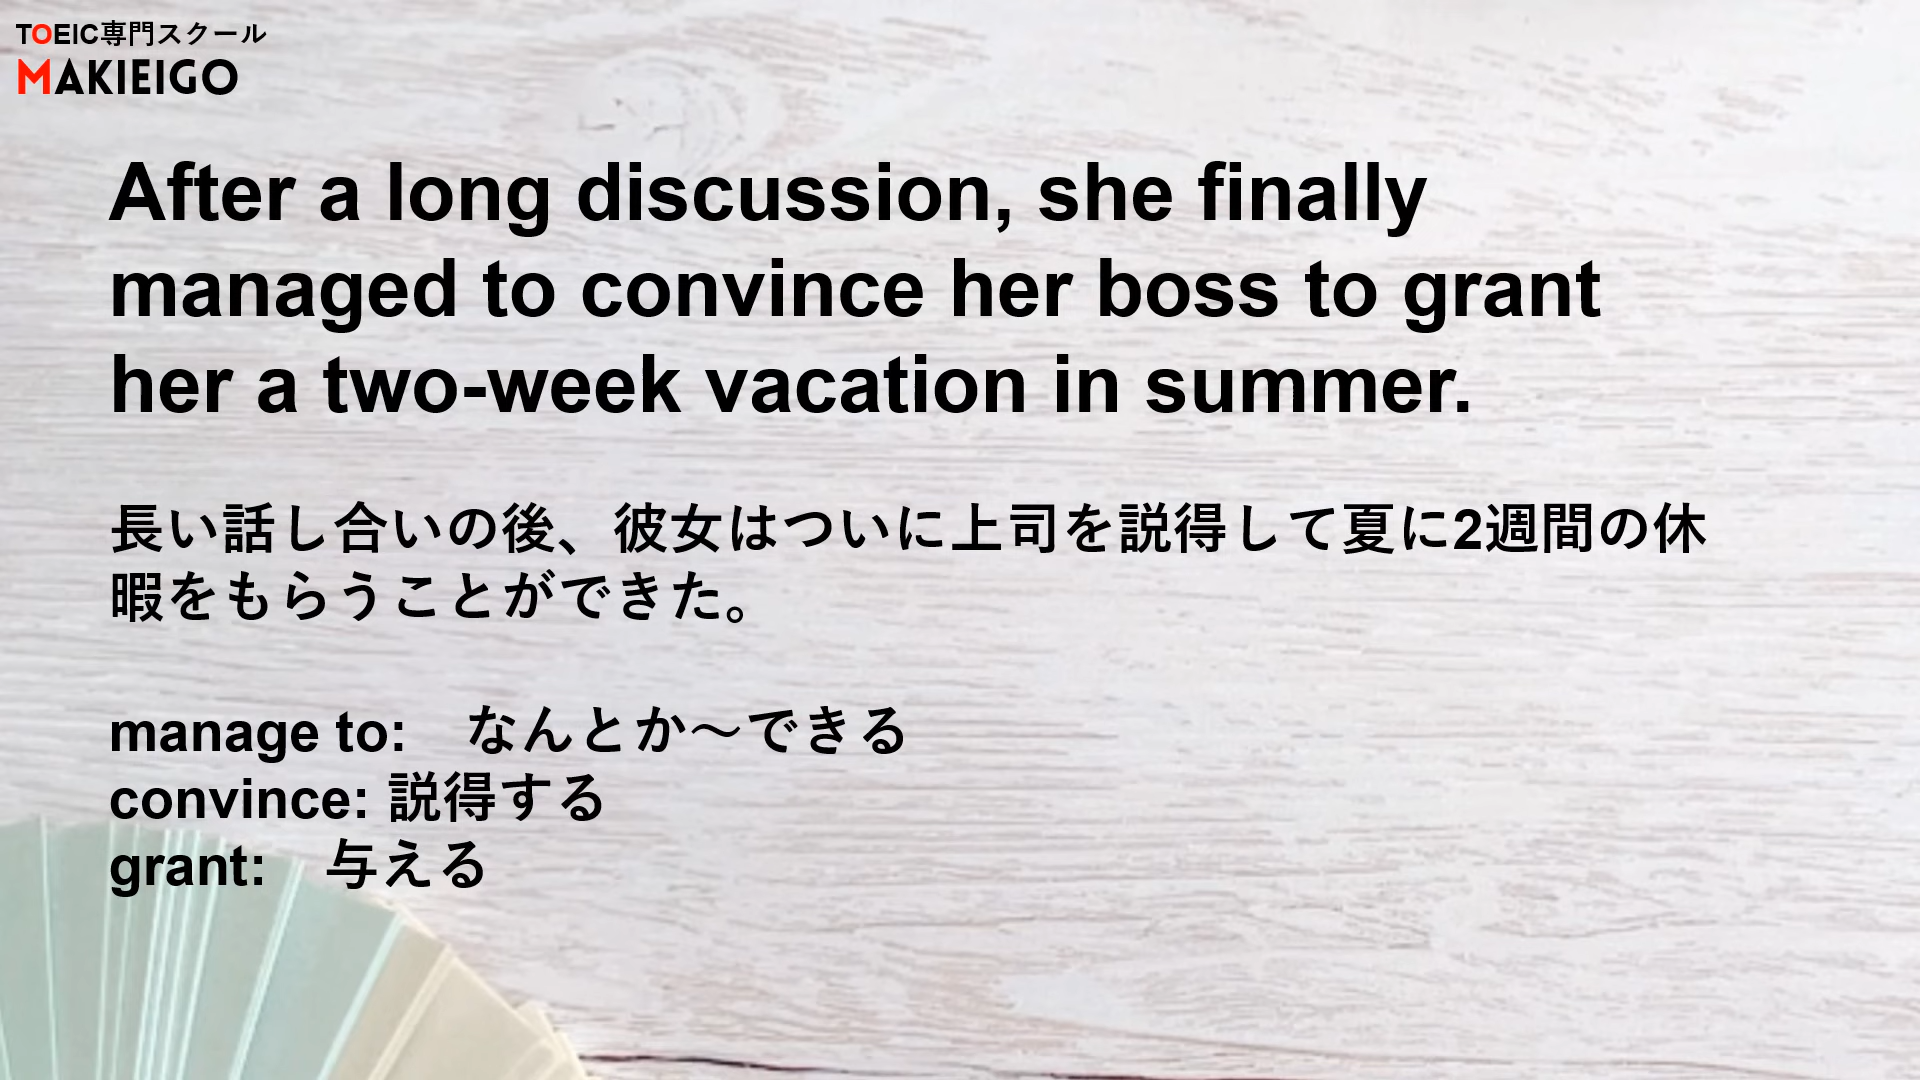 TOEIC専門スクール
MAKIEIGO
After a long discussion, she finally
managed to convince her boss to grant
her a two-week vacation in summer.
長い話し合いの後、彼女はついに上司を説得して夏に2週間の休
暇をもらうことができた。
manage to:　なんとか～できる
convince: 説得する
grant:　与える